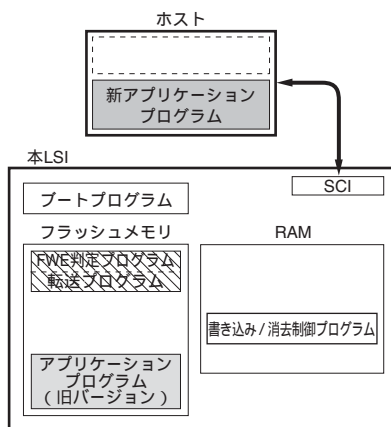 ホスト
新アプリケーション
プログラム
本LSI
SCI
ブートプログラム
フラッシュメモリ
RAM
FWE判定プログラム
転送プログラム
書き込み/消去制御プログラム
アプリケーション
プログラム
(旧バージョン)